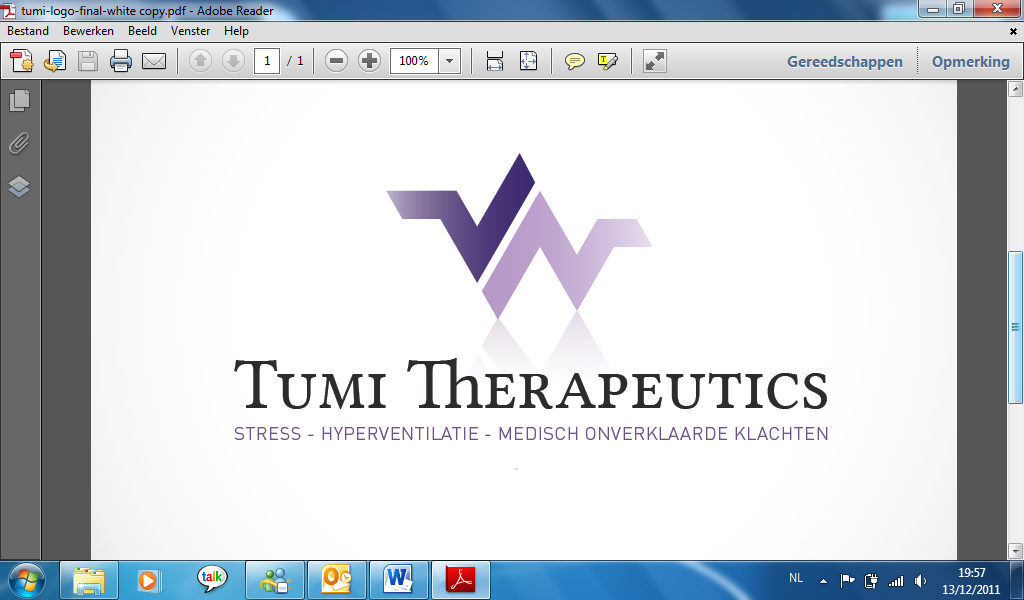 tumi-logo-final-white copy.pdf - Adobe Reader
Bestand Bewerken Beeld Venster Help
1 / 1 100% Gereedschappen Opmerking
TUMI THERAPEUTICS
STRESS - HYPERVENTILATIE - MEDISCH ONVERKLAARDE KLACHTEN
talk NL 19:57
13/12/2011